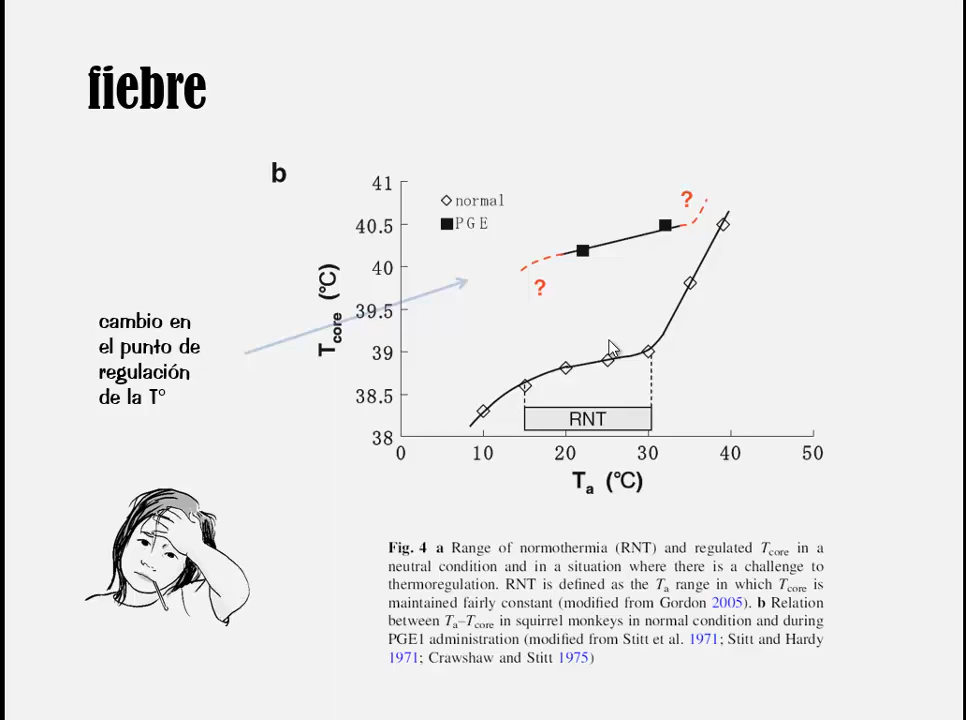 fiebre
b
41
40.5
40
39.5
39
38.5
38
T core (℃)
normal
PGE
?
?
RNT
0 10 20 30 40 50
Ta (℃)
cambio en
el punto de
regulación
de la T°
Fig. 4 a Range of normothermia (RNT) and regulated Tcore in a
neutral condition and in a situation where there is a challenge to
thermoregulation. RNT is defined as the Ta range in which Tcore is
maintained fairly constant (modified from Gordon 2005). b Relation
between Ta–Tcore in squirrel monkeys in normal condition and during
PGE1 administration (modified from Stitt et al. 1971; Stitt and Hardy
1971; Crawshaw and Stitt 1975)